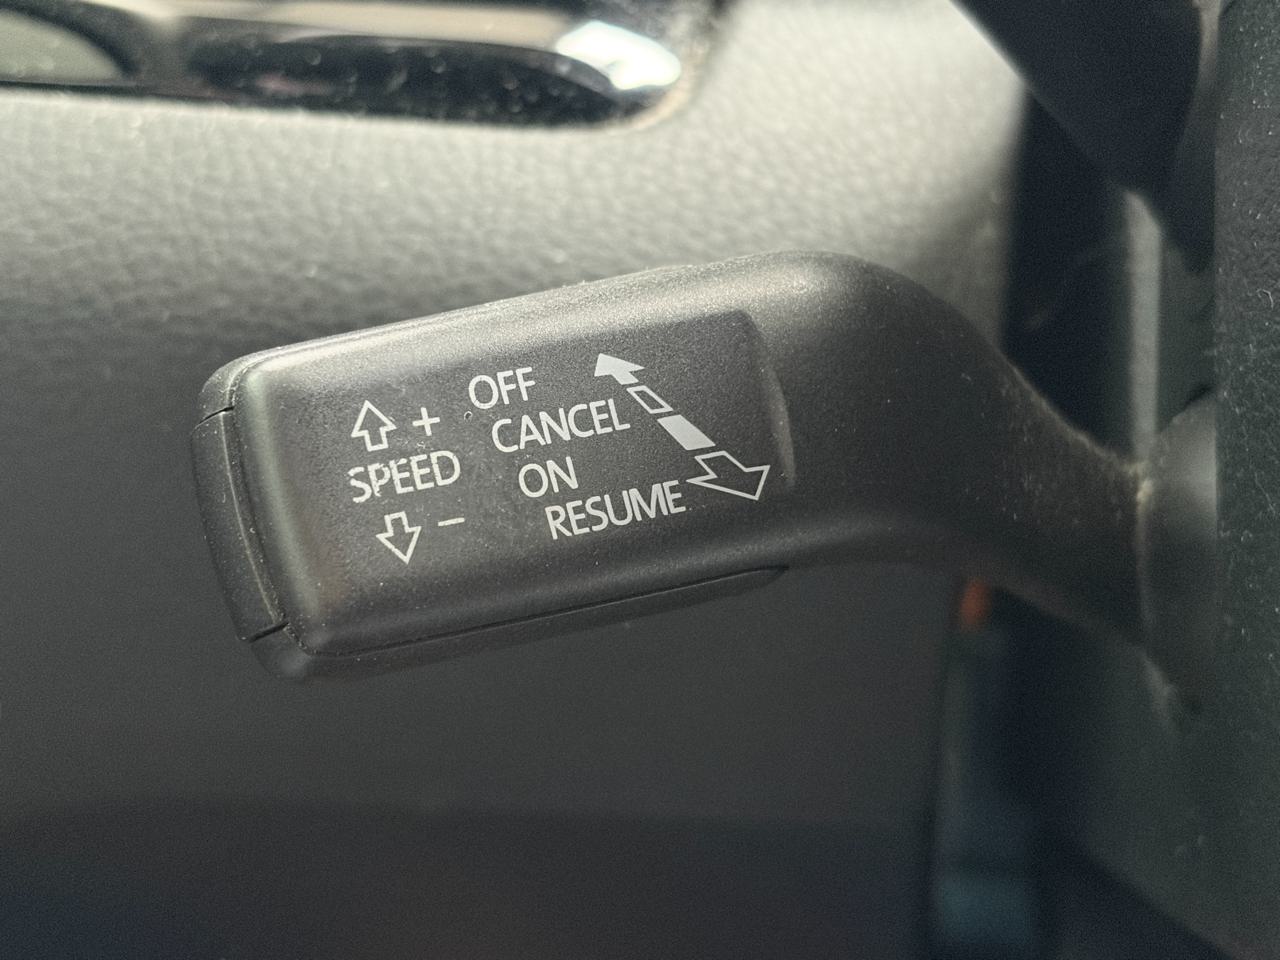 OFF
+ CANCEL
SPEED ON
- RESUME